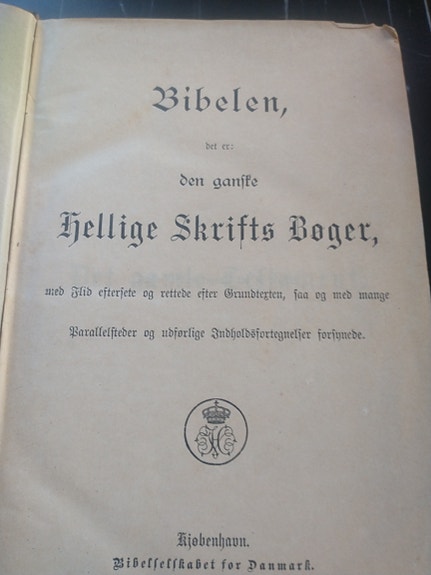 Bibelen,
det er:
den ganske
Hellige Skrifts Bøger,
med Flid eftersete og rettede efter Grundtexten, saa og med mange
Parallelsteder og udførlige Indholdsfortegnelser forsynede.
Kjøbenhavn.
Bibelselskabet for Danmark.